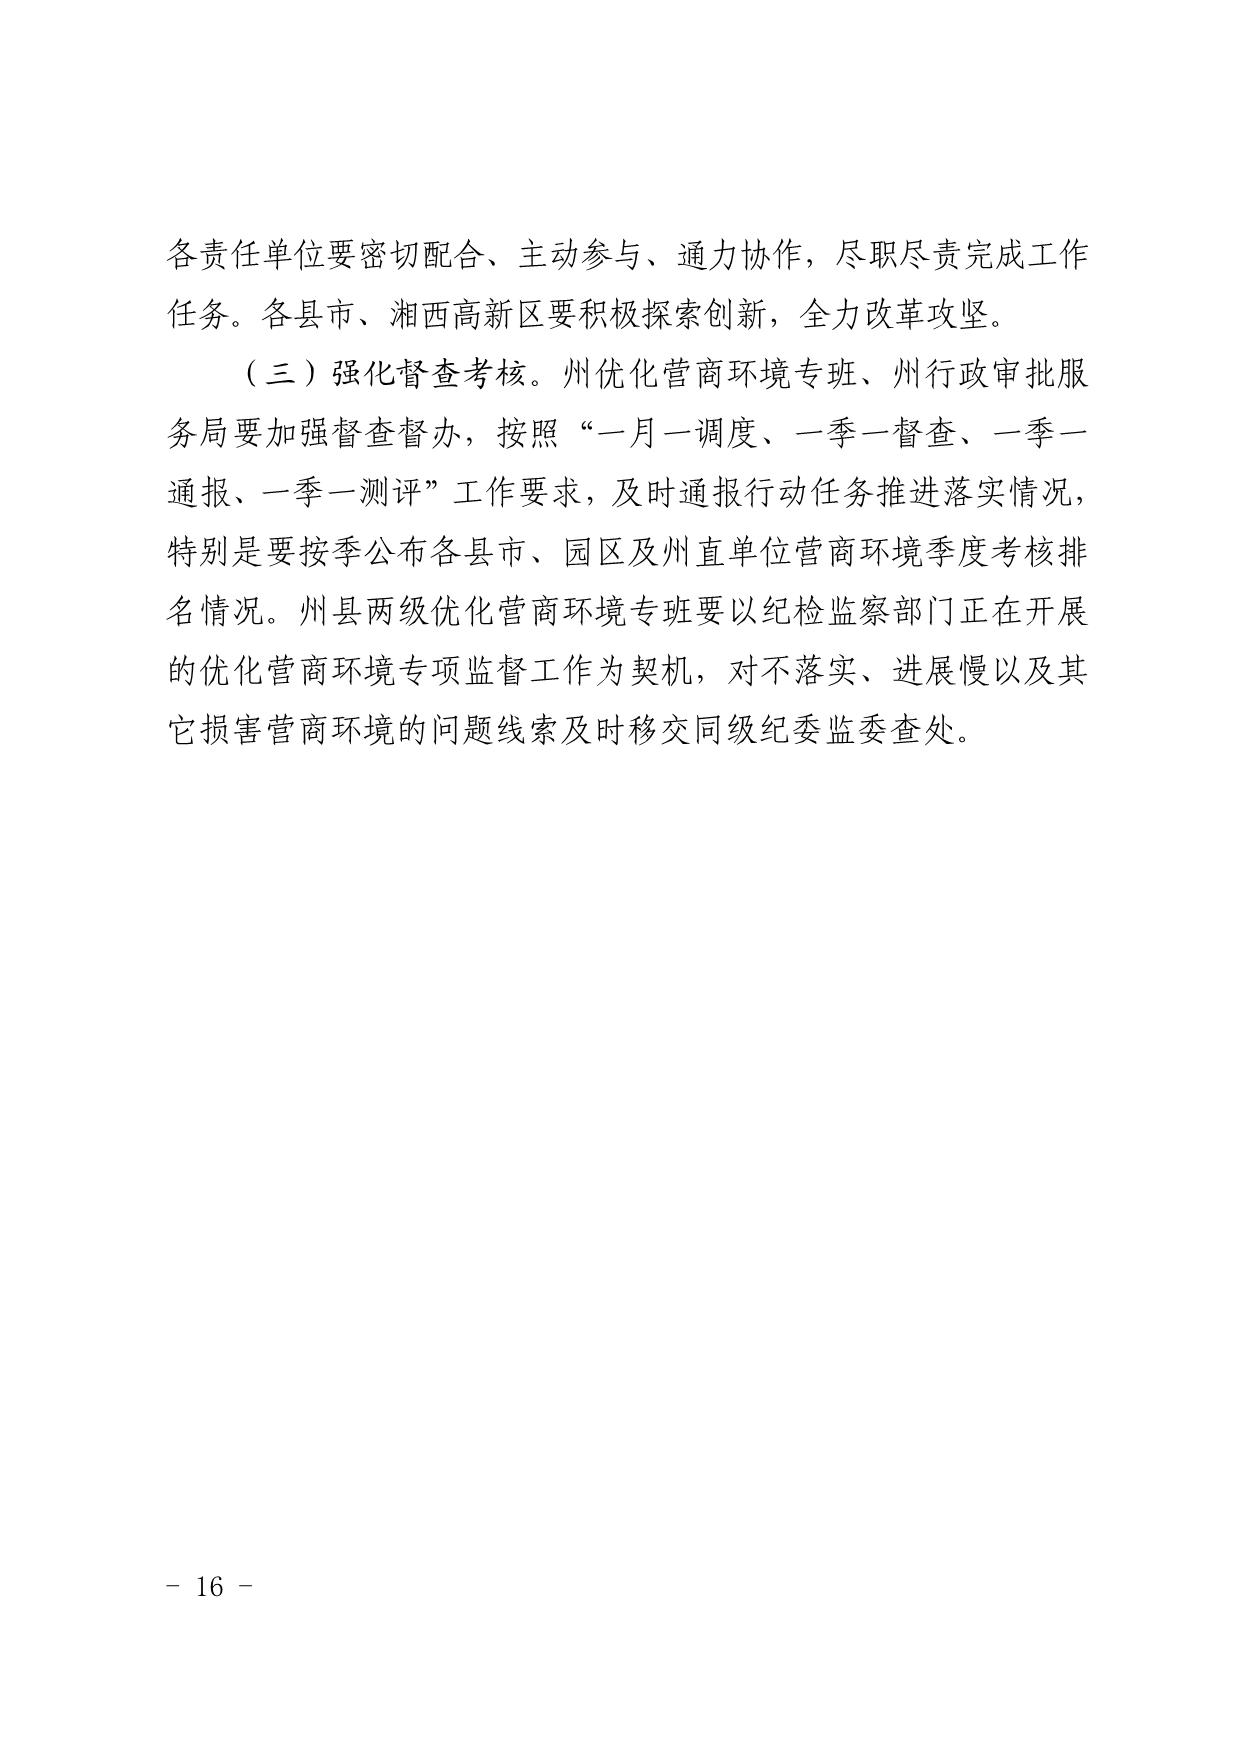 各责任单位要密切配合、主动参与、通力协作，尽职尽责完成工作
任务。各县市、湘西高新区要积极探索创新，全力改革攻坚。
（三）强化督查考核。州优化营商环境专班、州行政审批服
务局要加强督查督办，按照“一月一调度、一季一督查、一季一
通报、一季一测评”工作要求，及时通报行动任务推进落实情况，
特别是要按季公布各县市、园区及州直单位营商环境季度考核排
名情况。州县两级优化营商环境专班要以纪检监察部门正在开展
的优化营商环境专项监督工作为契机，对不落实、进展慢以及其
它损害营商环境的问题线索及时移交同级纪委监委查处。
- 16 -